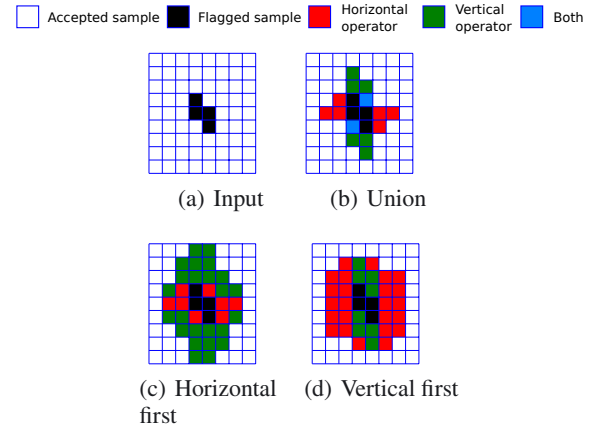 Accepted sample
Flagged sample
Horizontal
operator
Vertical
operator
Both
(a) Input
(b) Union
(c) Horizontal
first
(d) Vertical first